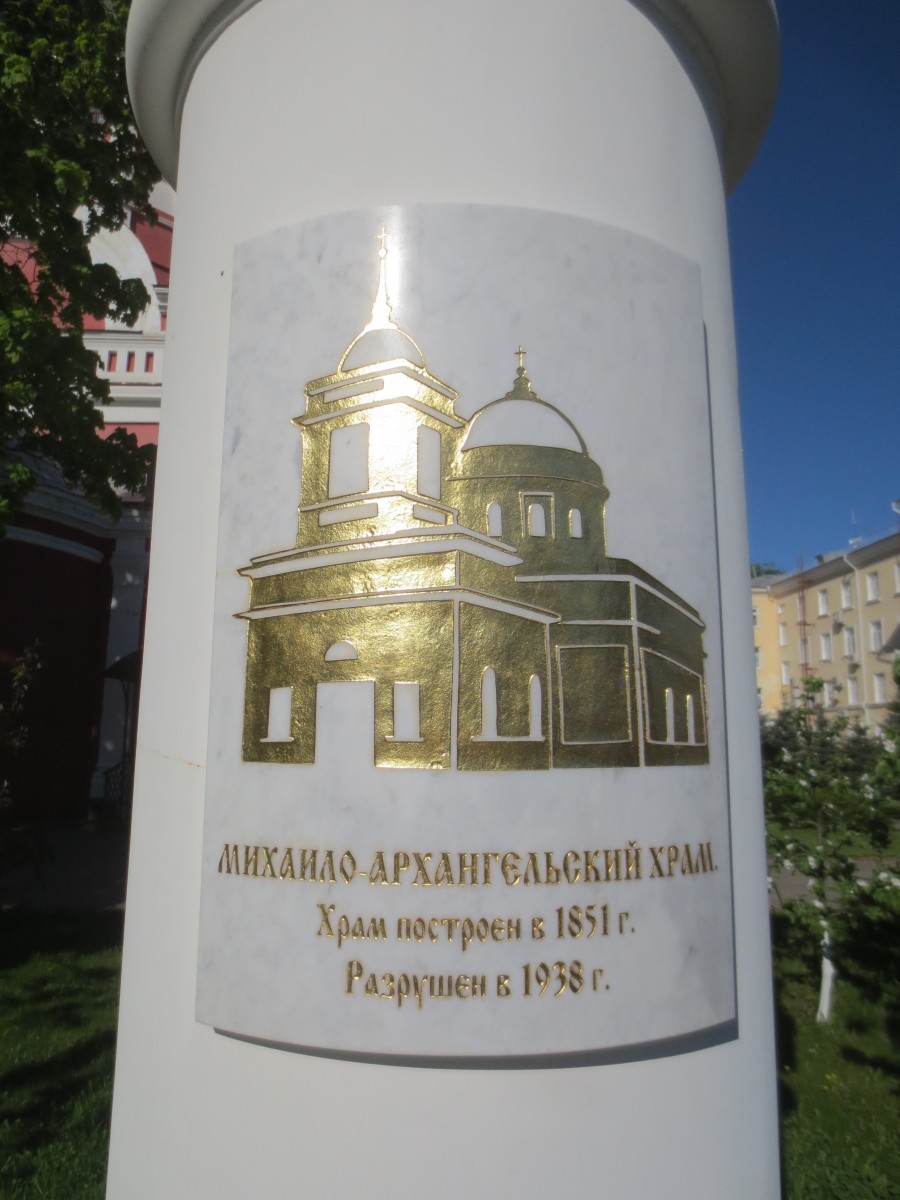 МИХАИЛО-АРХАНГЕЛЬСКИЙ ХРАМ.
Храм построен в 1851 г.
Разрушен в 1938 г.